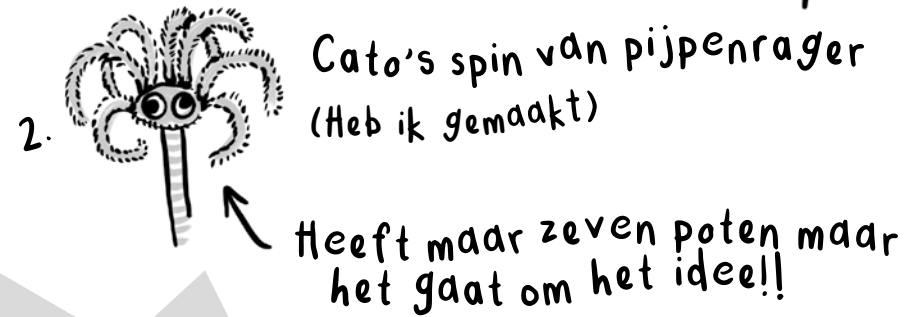 Cato's spin van pijpenrager
2. (Heb ik gemaakt)
Heeft maar zeven poten maar
het gaat om het idee!!